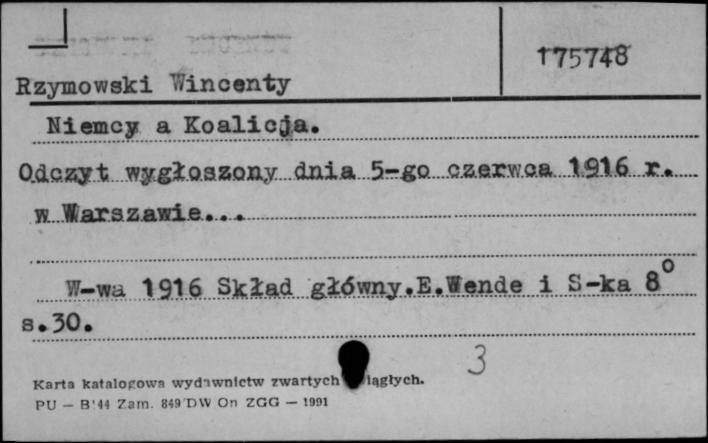 175748
Rzymowski Wincenty
Niemcy a Koalicja.
Odczyt wygłoszony dnia 5-go czerwca 1916 r.
w Warszawie...
W-wa 1916 Skład główny.E.Wende i S-ka 8°
s.30.
3
Karta katalogowa wydawnictw zwartych iągłych.
PU — B'44 Zam. 849 DW On ZGG — 1991